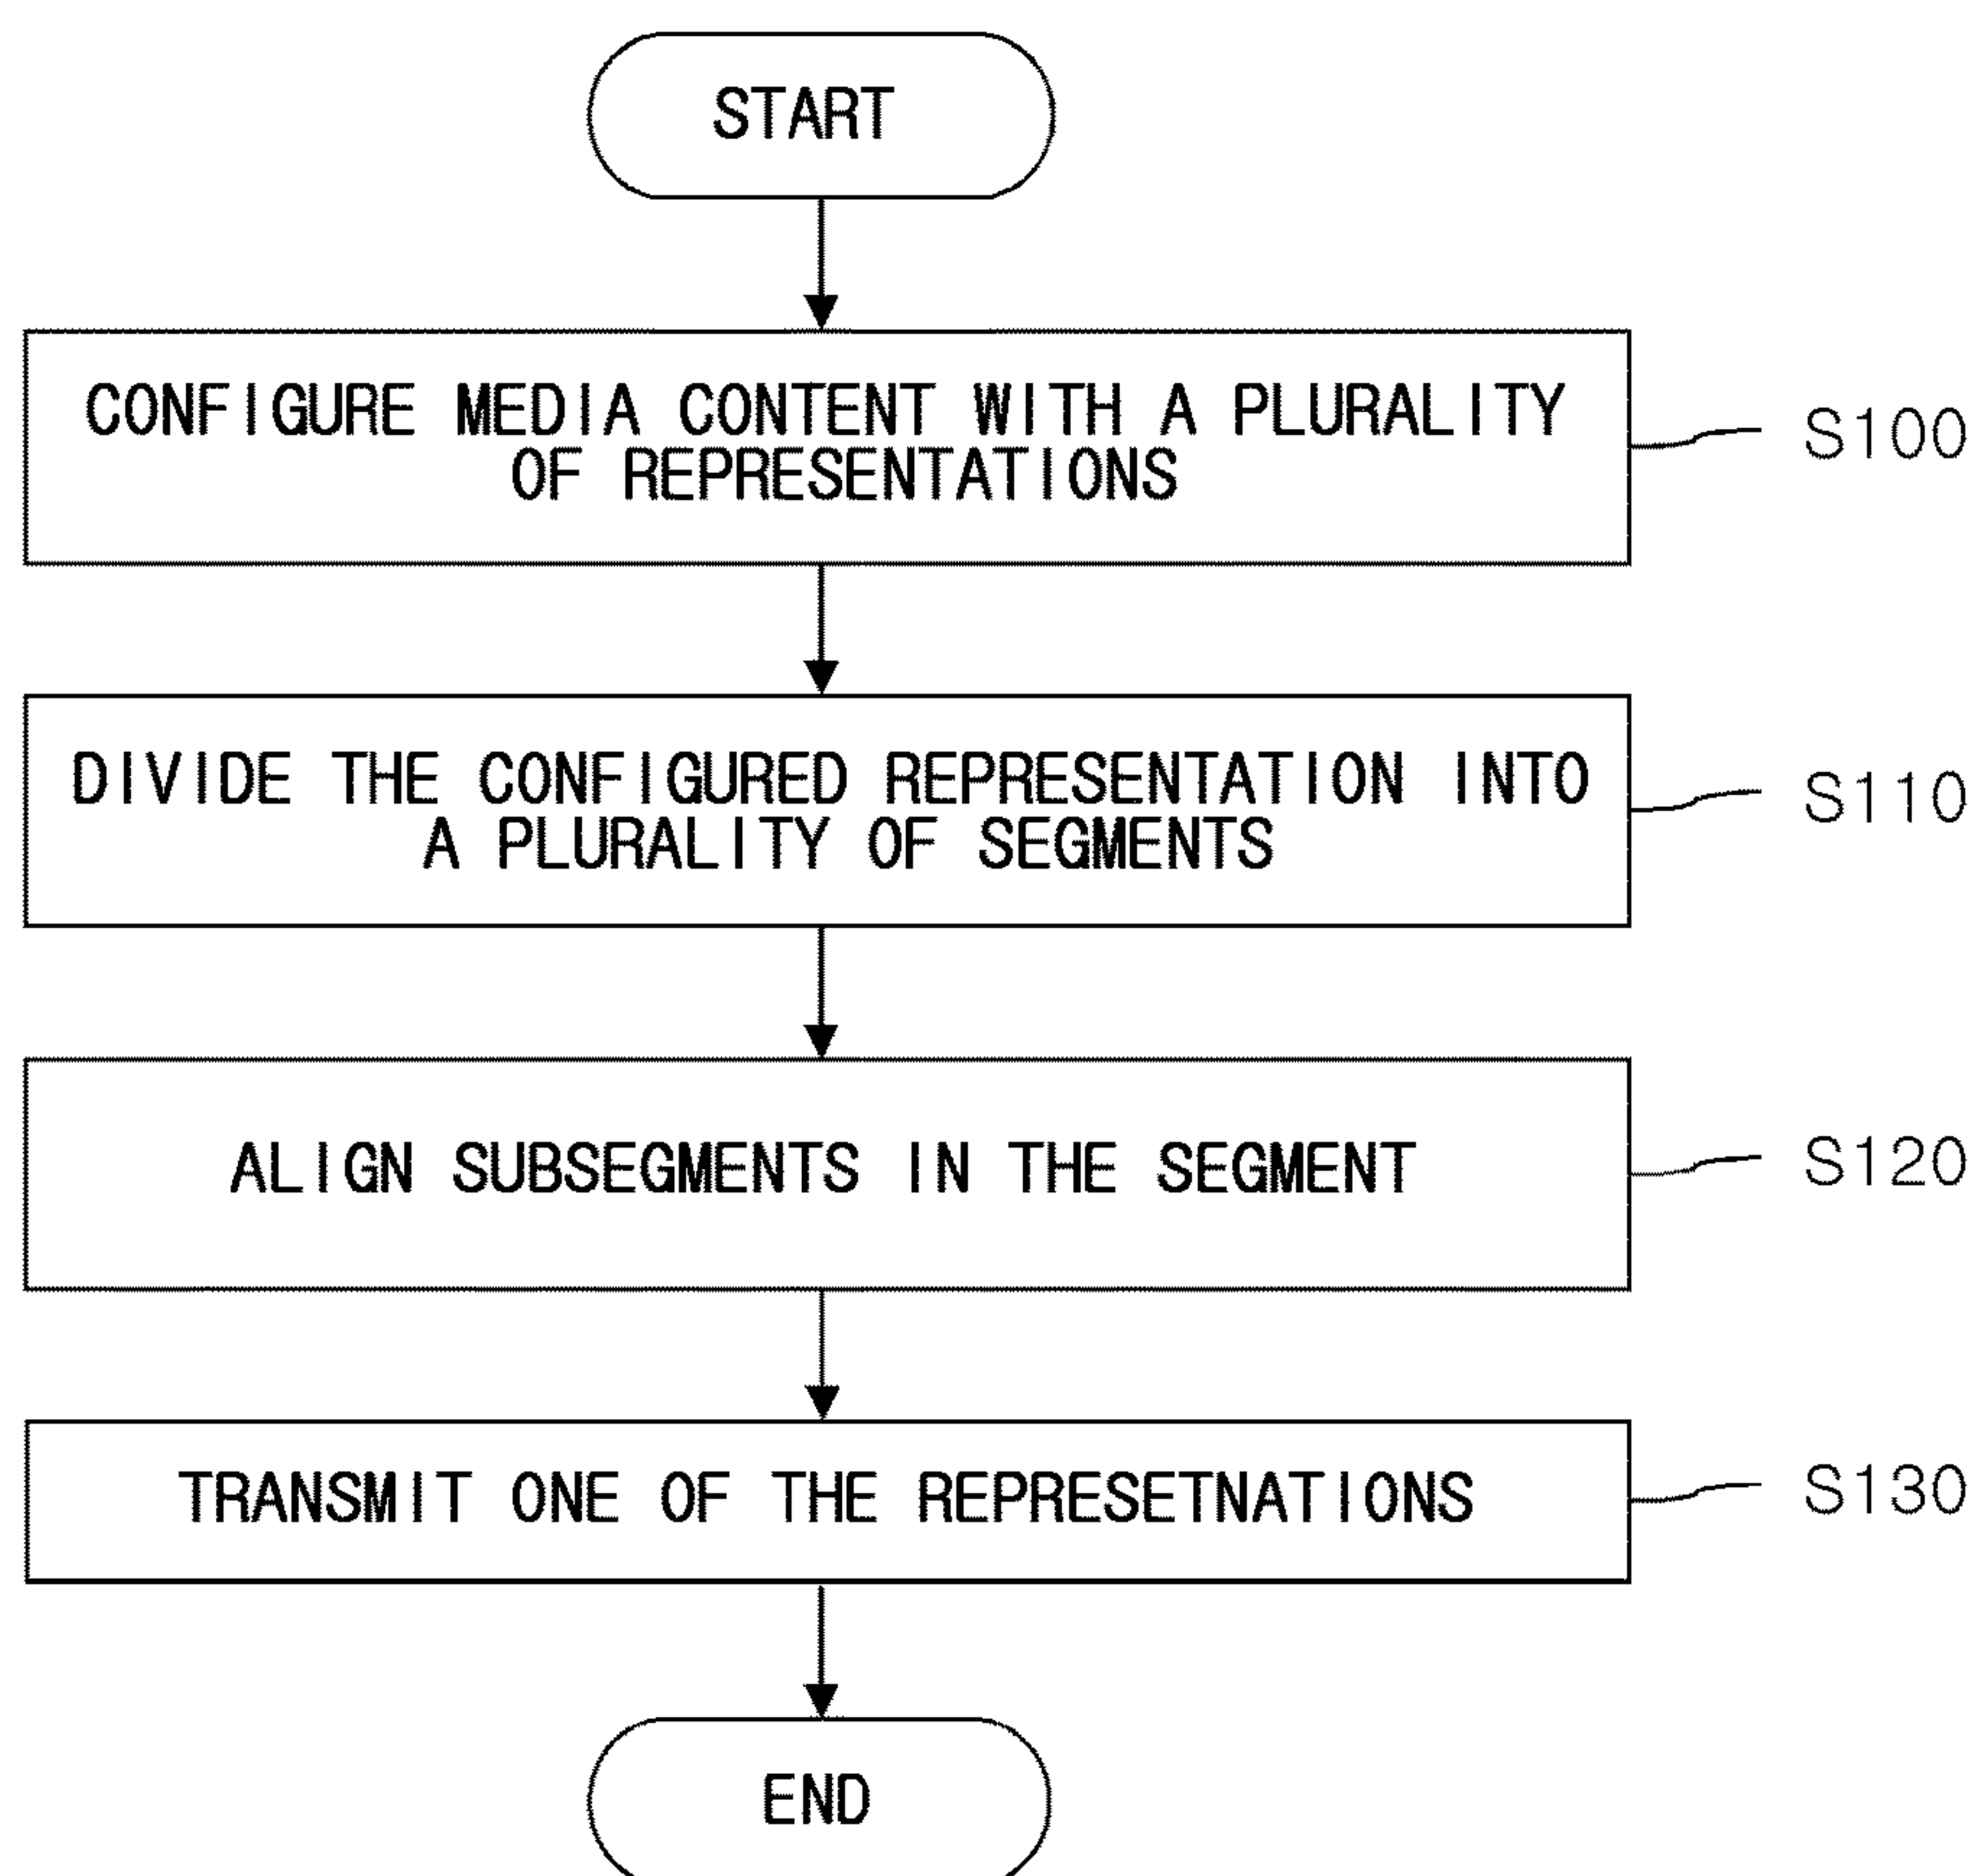 START
CONFIGURE MEDIA CONTENT WITH A PLURALITY
OF REPRESENTATIONS
S100
DIVIDE THE CONFIGURED REPRESENTATION INTO
A PLURALITY OF SEGMENTS
S110
ALIGN SUBSEGMENTS IN THE SEGMENT
S120
TRANSMIT ONE OF THE REPRESETNATIONS
S130
END